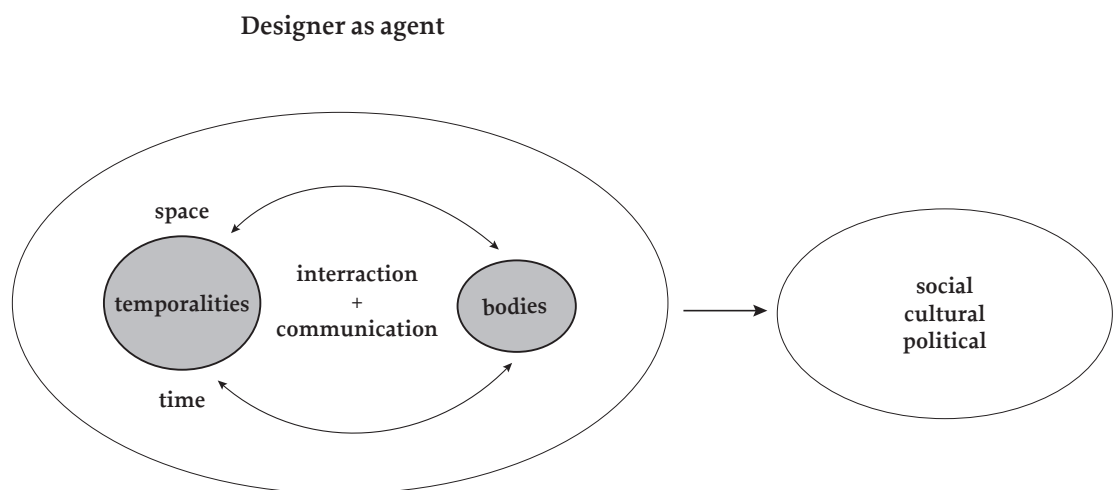 Designer as agent
space
temporalities
time
interraction
+
communication
bodies
social
cultural
political